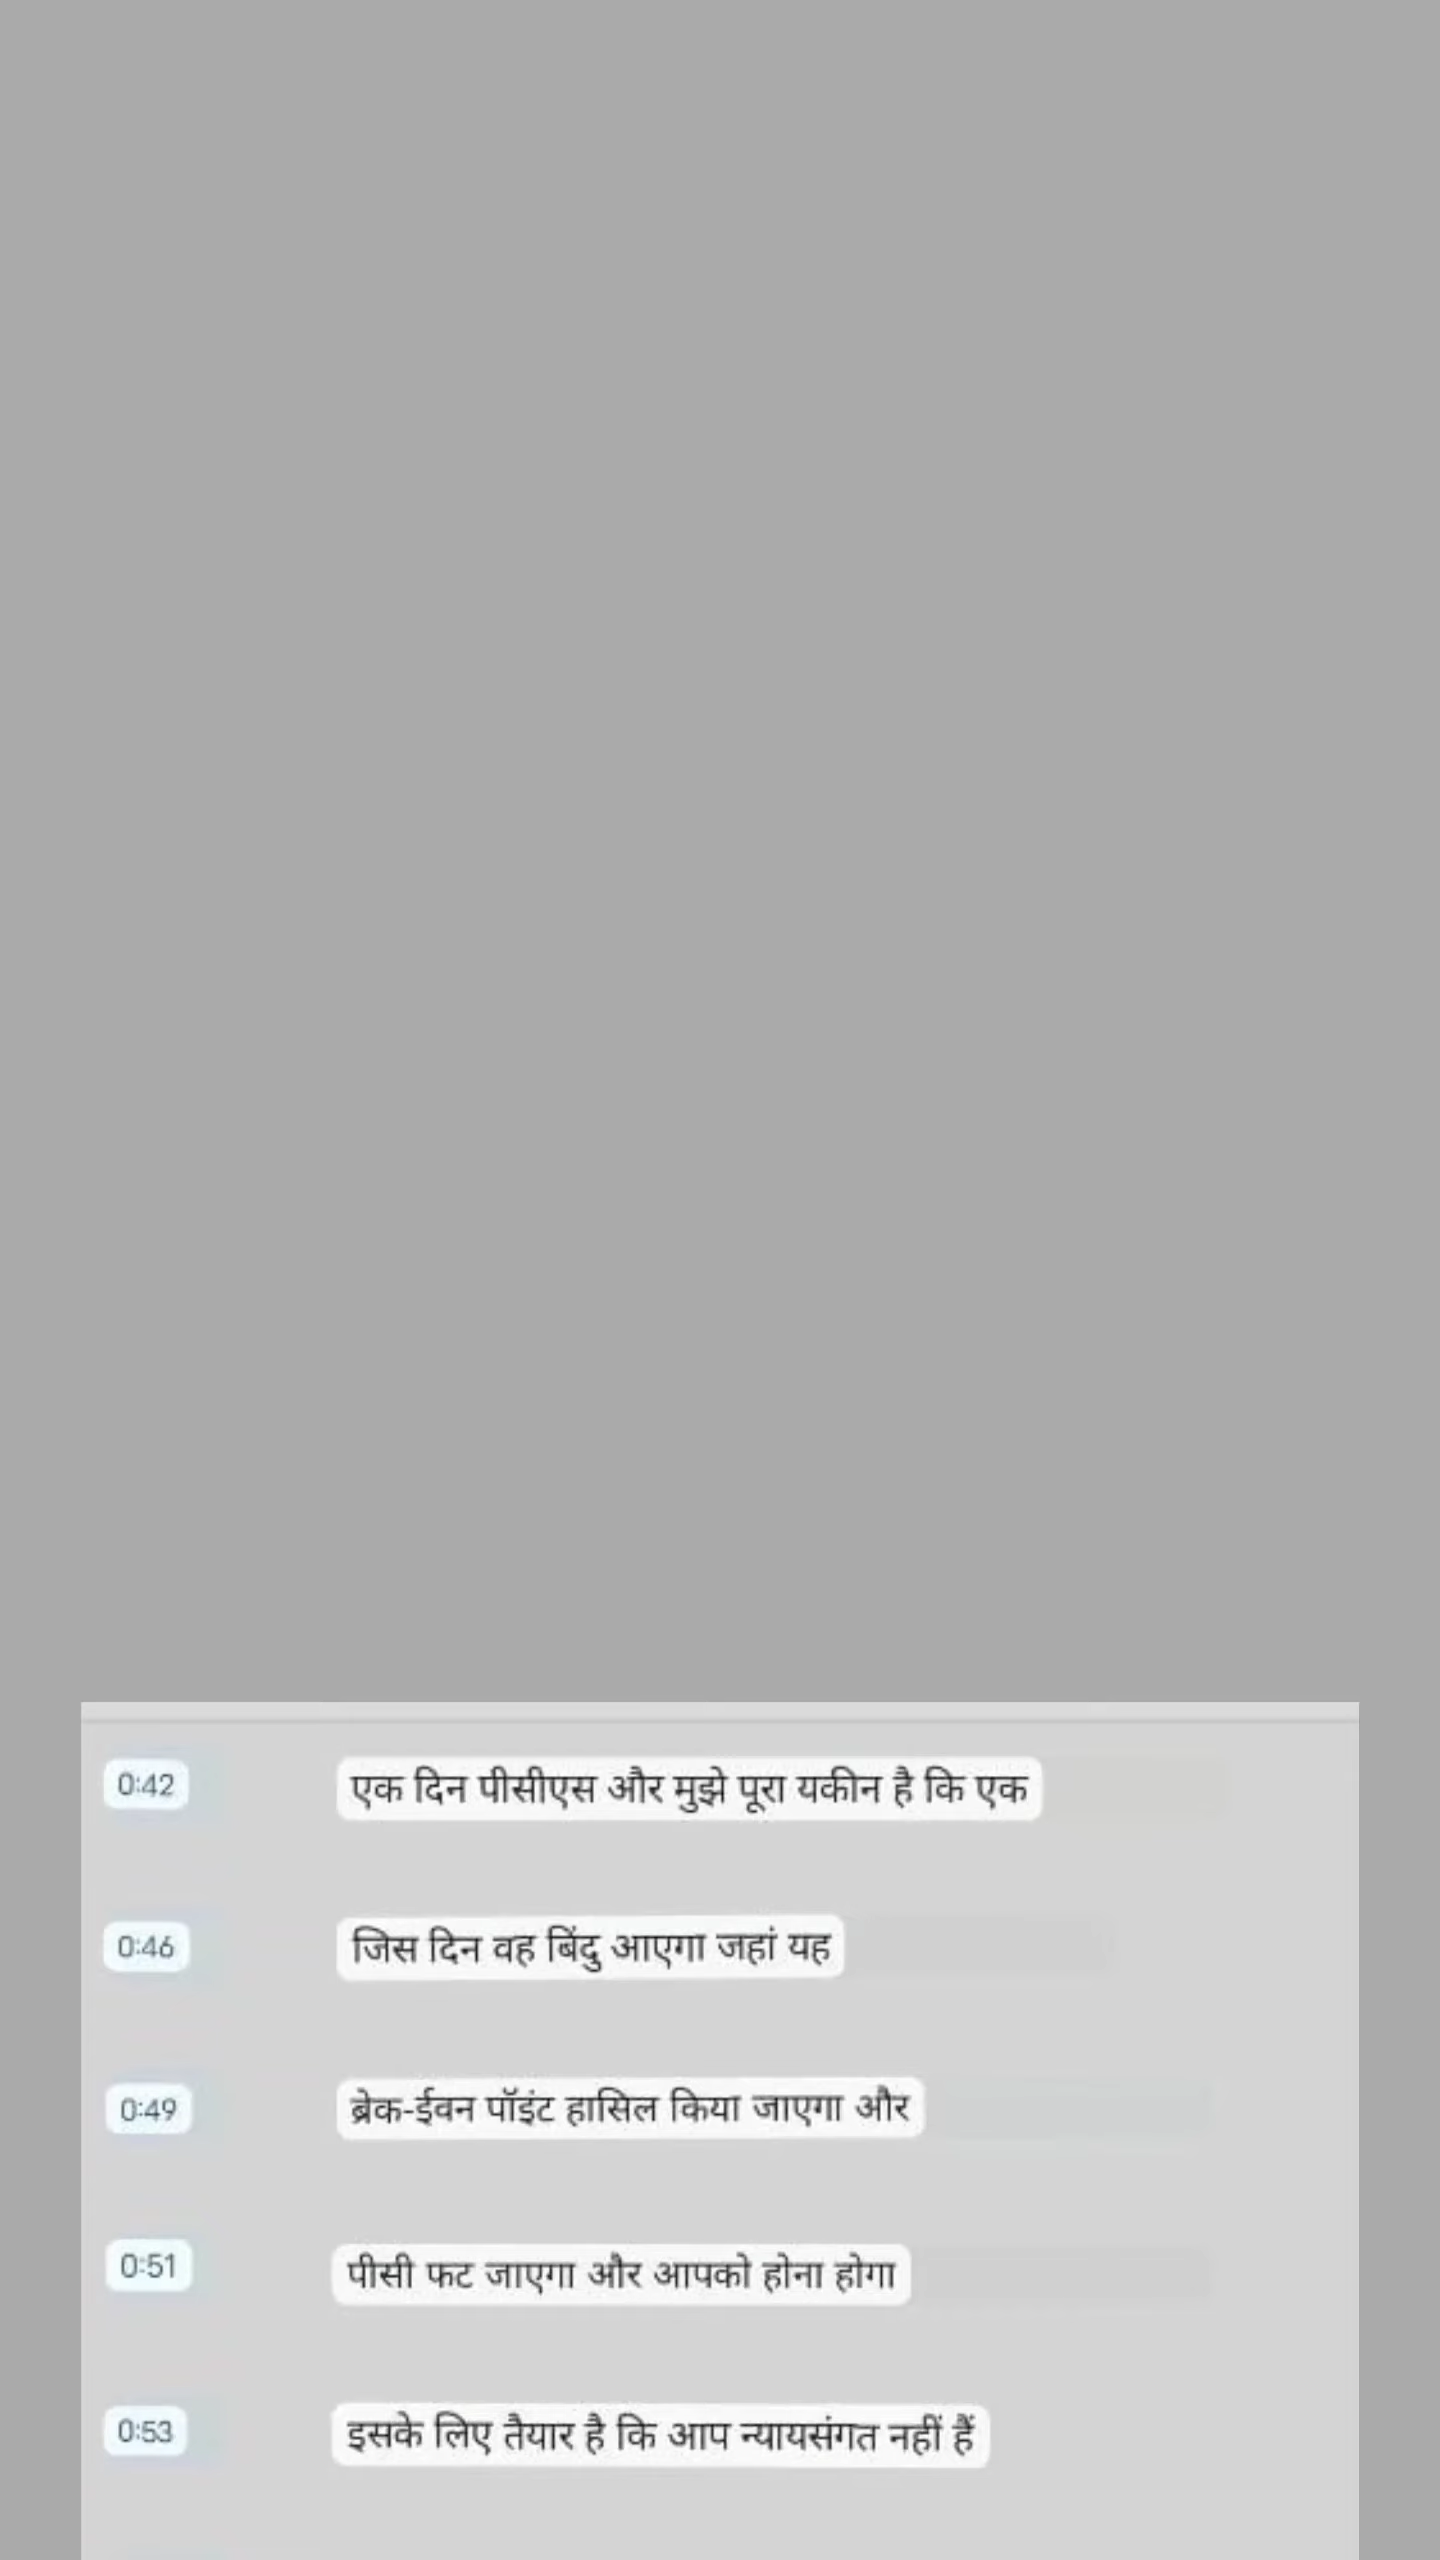 0:42 एक दिन पीसीएस और मुझे पूरा यकीन है कि एक
0:46 जिस दिन वह बिंदु आएगा जहां यह
0:49 ब्रेक-ईवन पॉइंट हासिल किया जाएगा और
0:51 पीसी फट जाएगा और आपको होना होगा
0:53 इसके लिए तैयार है कि आप न्यायसंगत नहीं हैं